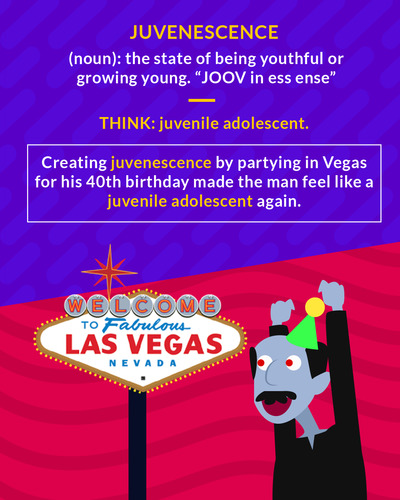 JUVENESCENCE
(noun): the state of being youthful or
growing young. “JOOV in ess ense”
THINK: juvenile adolescent.
Creating juvenescence by partying in Vegas
for his 40th birthday made the man feel like a
juvenile adolescent again.
WELCOME
TO Fabulous
LAS VEGAS
NEVADA